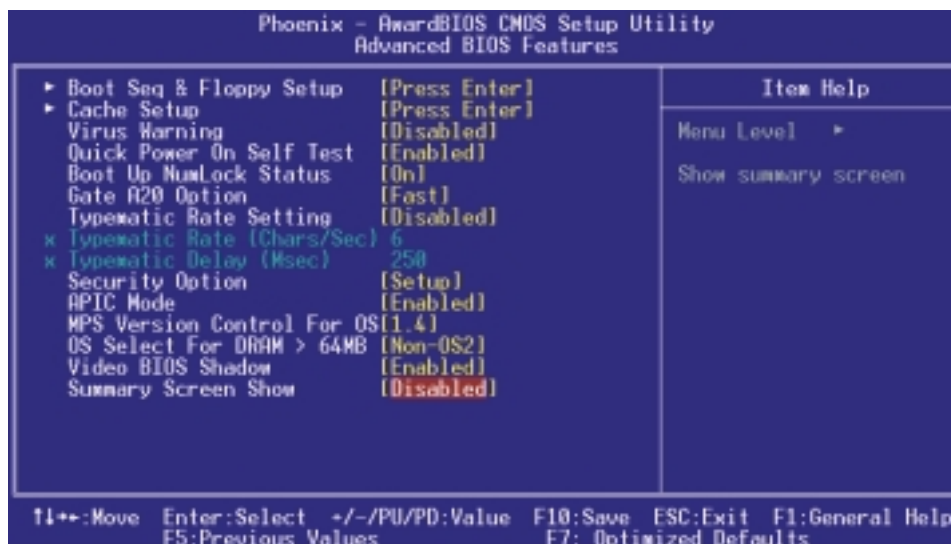 Phoenix - AwardBIOS CMOS Setup Utility
Advanced BIOS Features
► Boot Seq & Floppy Setup [Press Enter]
► Cache Setup [Press Enter]
Virus Warning [Disabled]
Quick Power On Self Test [Enabled]
Boot Up NumLock Status [On]
Gate A20 Option [Fast]
Typematic Rate Setting [Disabled]
x Typematic Rate (Chars/Sec) 6
x Typematic Delay (Msec) 250
Security Option [Setup]
APIC Mode [Enabled]
MPS Version Control For OS[1.4]
OS Select For DRAM > 64MB [Non-OS2]
Video BIOS Shadow [Enabled]
Summary Screen Show [Disabled]
Item Help
Menu Level ►
Show summary screen
↑↓→←:Move Enter:Select +/-/PU/PD:Value F10:Save ESC:Exit F1:General Help
F5:Previous Values F7: Optimized Defaults